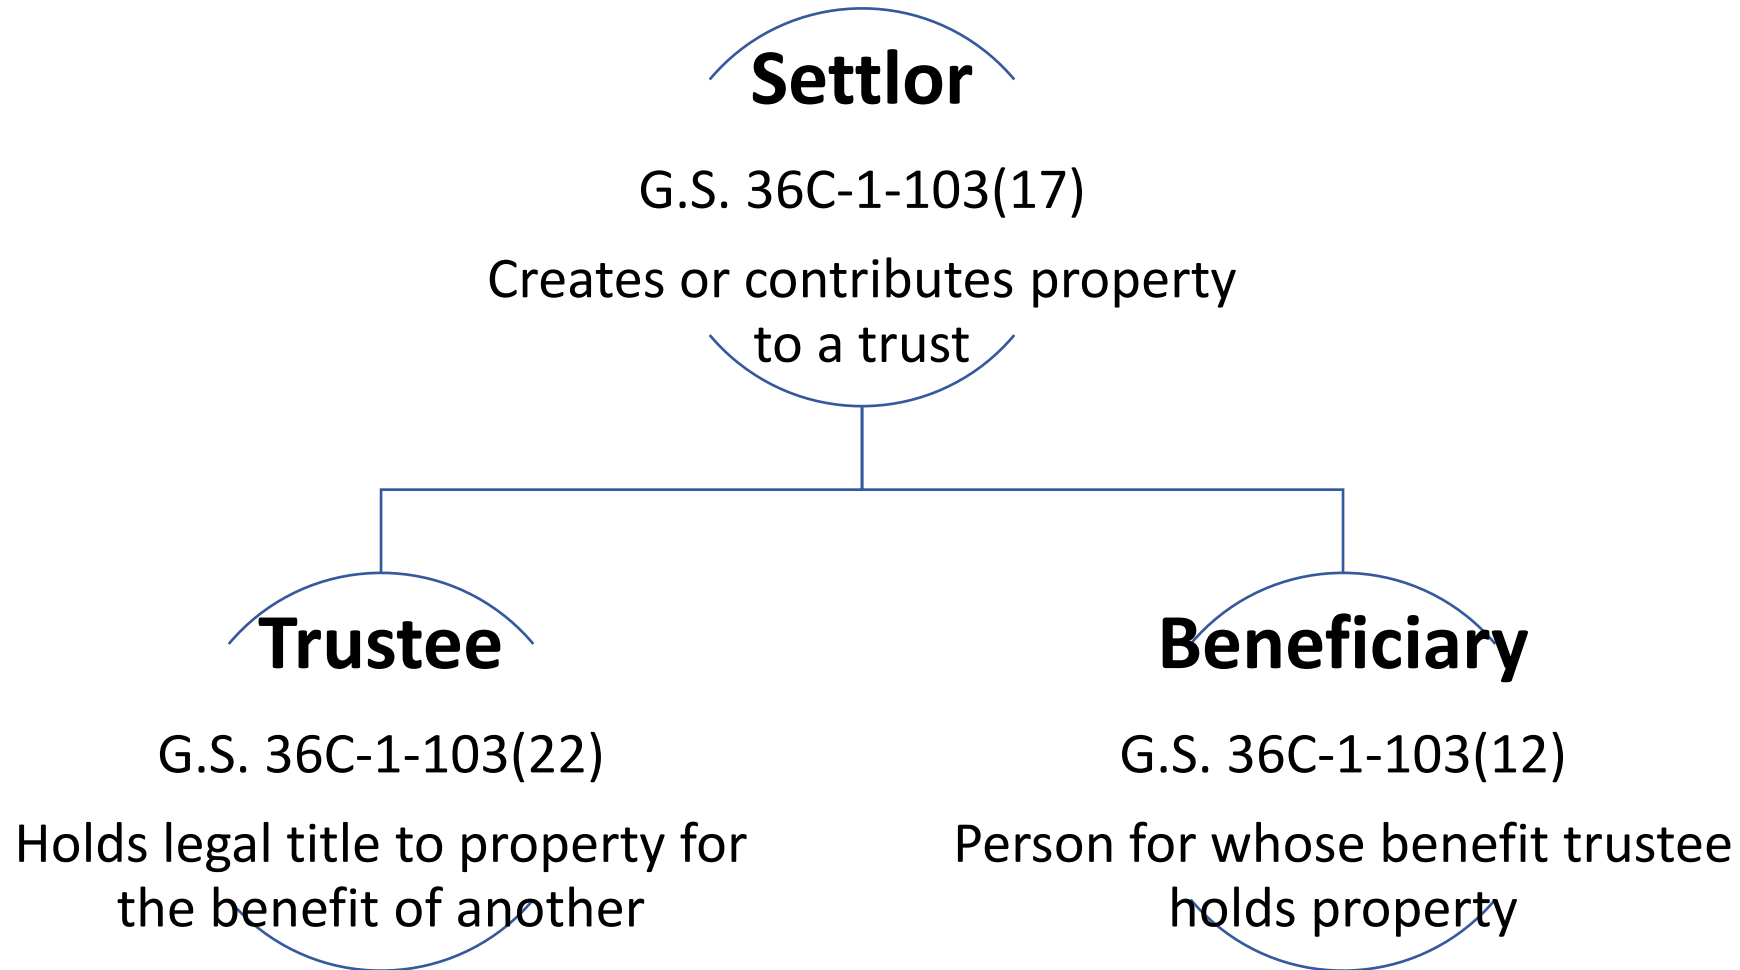 Settlor
G.S. 36C-1-103(17)
Creates or contributes property
to a trust
Trustee
G.S. 36C-1-103(22)
Holds legal title to property for
the benefit of another
Beneficiary
G.S. 36C-1-103(12)
Person for whose benefit trustee
holds property